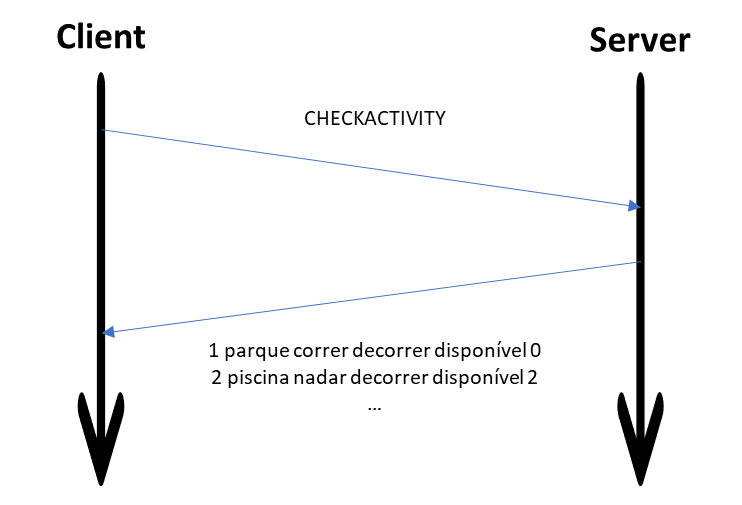 Client
Server
CHECKACTIVITY
1 parque correr decorrer disponível 0
2 piscina nadar decorrer disponível 2
...